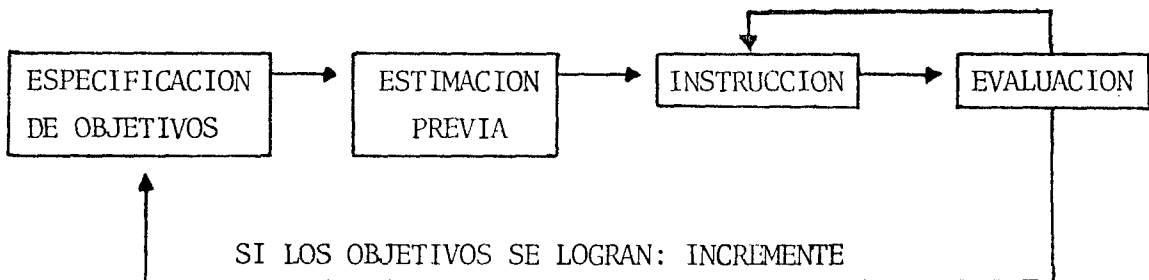 ESPECIFICACION
DE OBJETIVOS
ESTIMACION
PREVIA
INSTRUCCION
EVALUACION
SI LOS OBJETIVOS SE LOGRAN: INCREMENTE